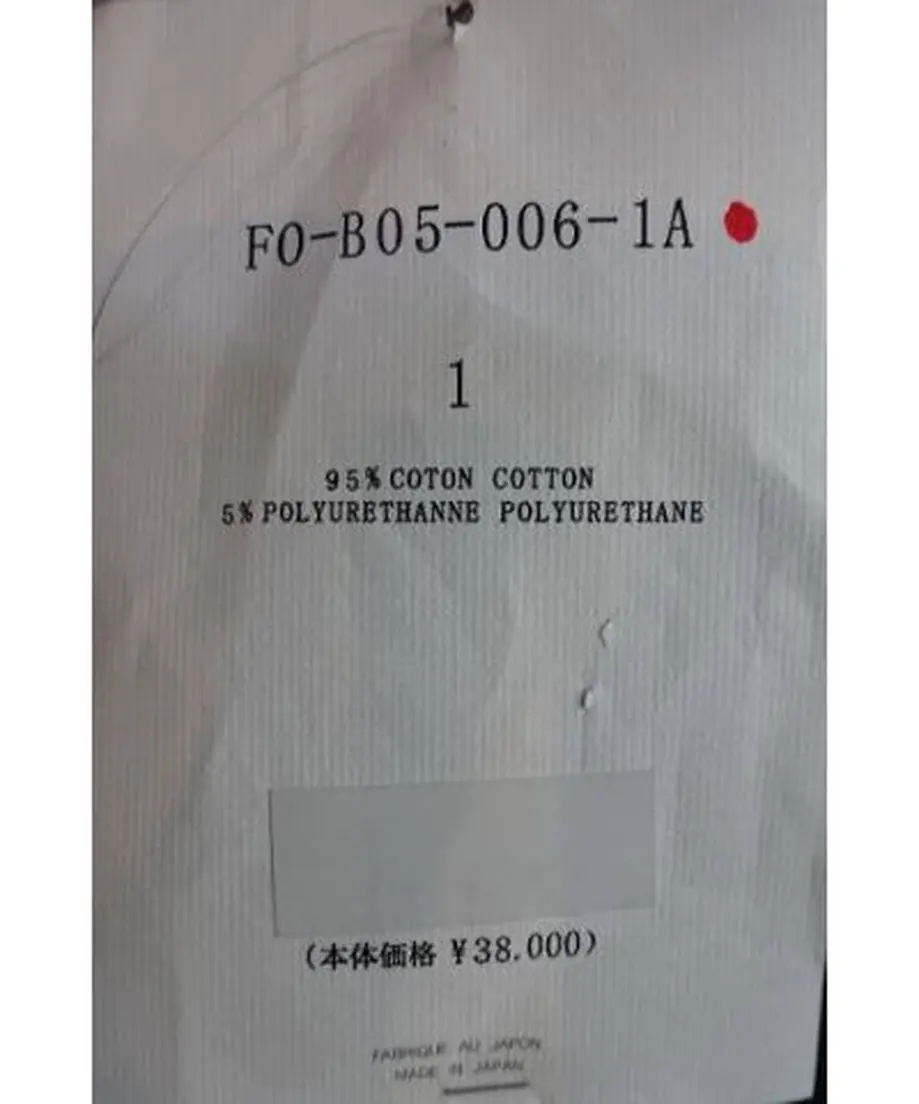 FO-B05-006-1A
1
95% COTON COTTON
5% POLYURETHANNE POLYURETHANE
(本体価格 ¥38.000)
FABRIQUE AU JAPON
MADE IN JAPAN